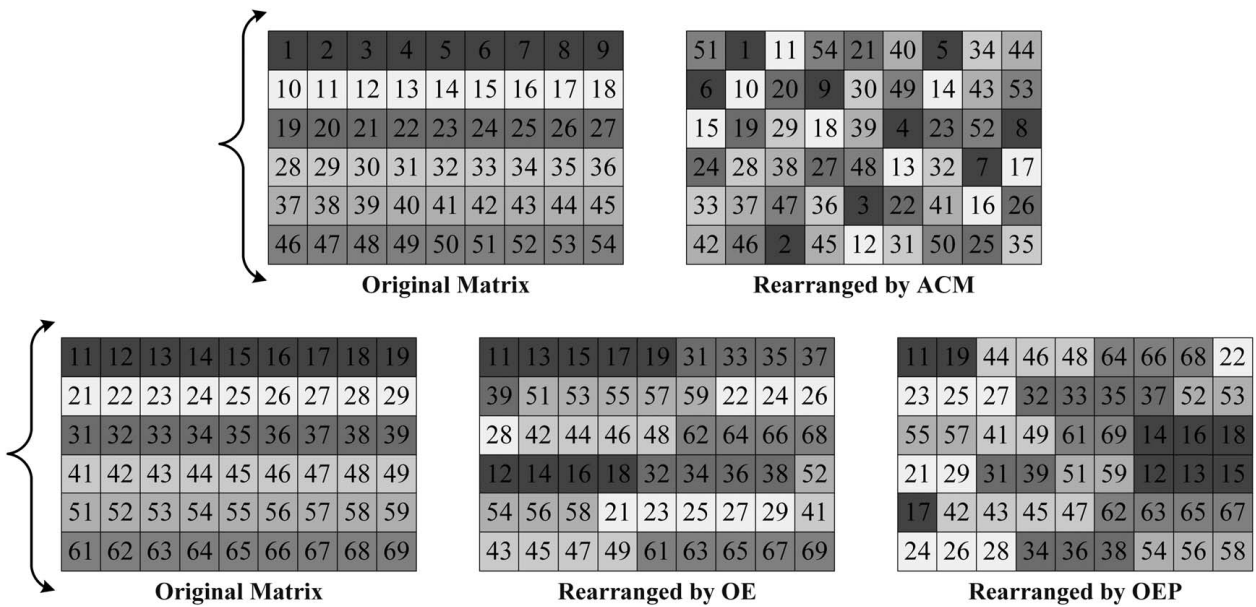 1 2 3 4 5 6 7 8 9
10 11 12 13 14 15 16 17 18
19 20 21 22 23 24 25 26 27
28 29 30 31 32 33 34 35 36
37 38 39 40 41 42 43 44 45
46 47 48 49 50 51 52 53 54
Original Matrix
51 1 11 54 21 40 5 34 44
6 10 20 9 30 49 14 43 53
15 19 29 18 39 4 23 52 8
24 28 38 27 48 13 32 7 17
33 37 47 36 3 22 41 16 26
42 46 2 45 12 31 50 25 35
Rearranged by ACM
11 12 13 14 15 16 17 18 19
21 22 23 24 25 26 27 28 29
31 32 33 34 35 36 37 38 39
41 42 43 44 45 46 47 48 49
51 52 53 54 55 56 57 58 59
61 62 63 64 65 66 67 68 69
Original Matrix
11 13 15 17 19 31 33 35 37
39 51 53 55 57 59 22 24 26
28 42 44 46 48 62 64 66 68
12 14 16 18 32 34 36 38 52
54 56 58 21 23 25 27 29 41
43 45 47 49 61 63 65 67 69
Rearranged by OE
11 19 44 46 48 64 66 68 22
23 25 27 32 33 35 37 52 53
55 57 41 49 61 69 14 16 18
21 29 31 39 51 59 12 13 15
17 42 43 45 47 62 63 65 67
24 26 28 34 36 38 54 56 58
Rearranged by OEP